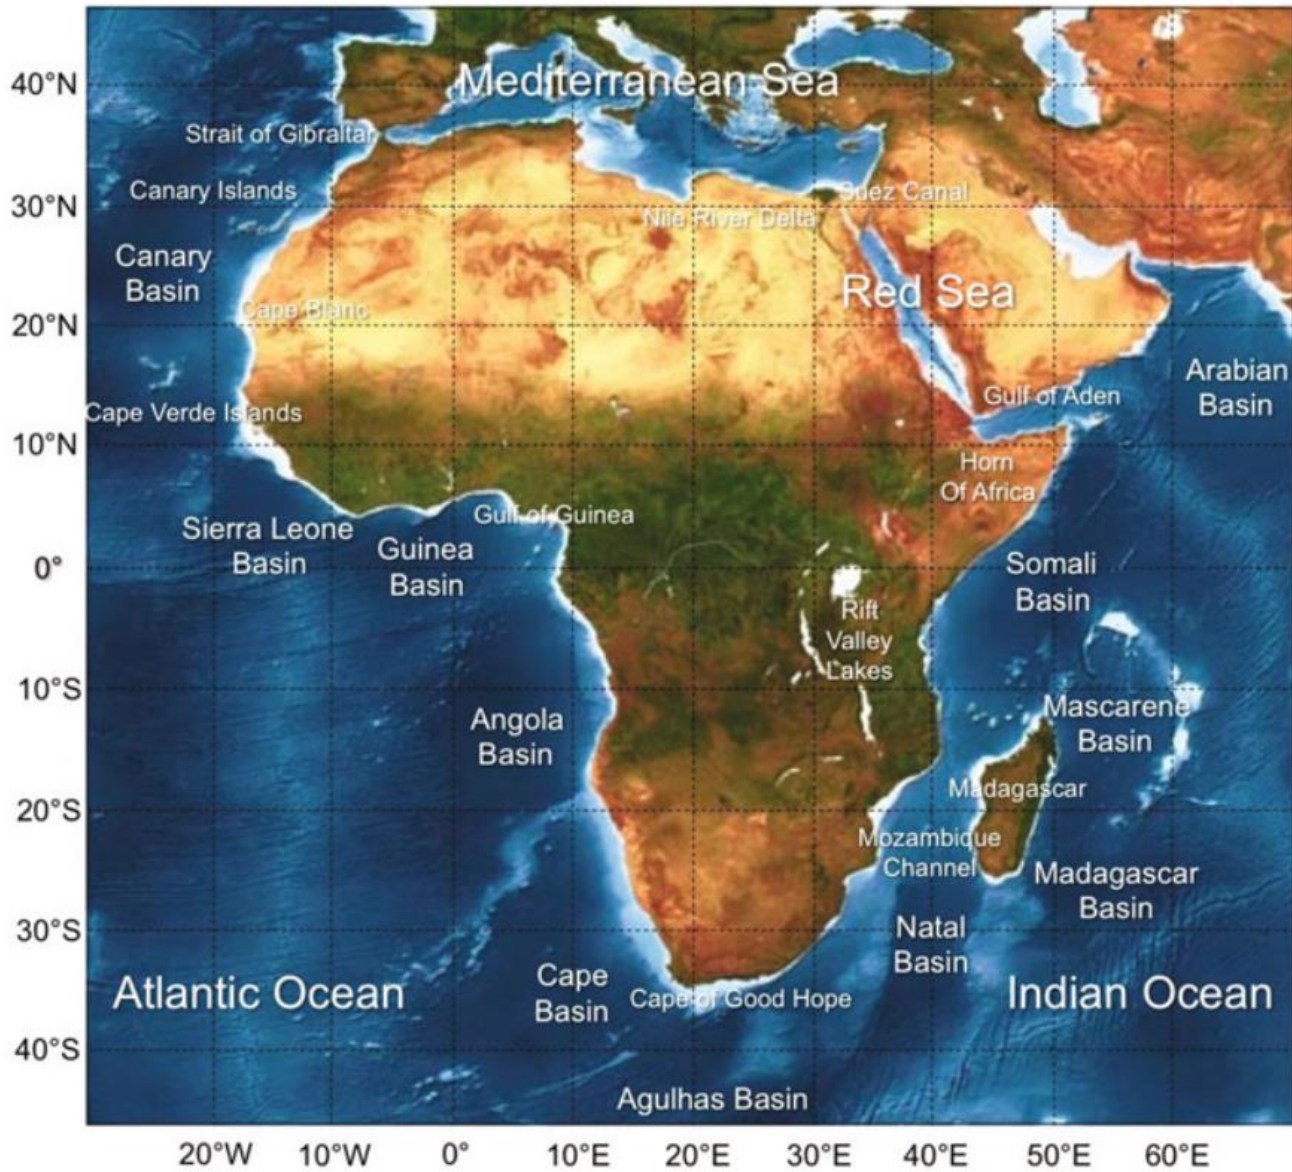 40°N
Mediterranean Sea
Strait of Gibraltar
Canary Islands
Suez Canal
30°N
Nile River Delta
Canary
Basin
Red Sea
Cape Blanc
20°N
Arabian
Basin
Gulf of Aden
Cape Verde Islands
10°N
Horn
Of Africa
Gulf of Guinea
Sierra Leone
Basin
Guinea
Basin
0°
Somali
Basin
Rift
Valley
Lakes
10°S
Mascarene
Basin
Angola
Basin
Madagascar
20°S
Mozambique
Channel
Madagascar
Basin
30°S
Natal
Basin
Atlantic Ocean
Cape
Basin
Cape of Good Hope
Indian Ocean
40°S
Agulhas Basin
20°W 10°W 0° 10°E 20°E 30°E 40°E 50°E 60°E